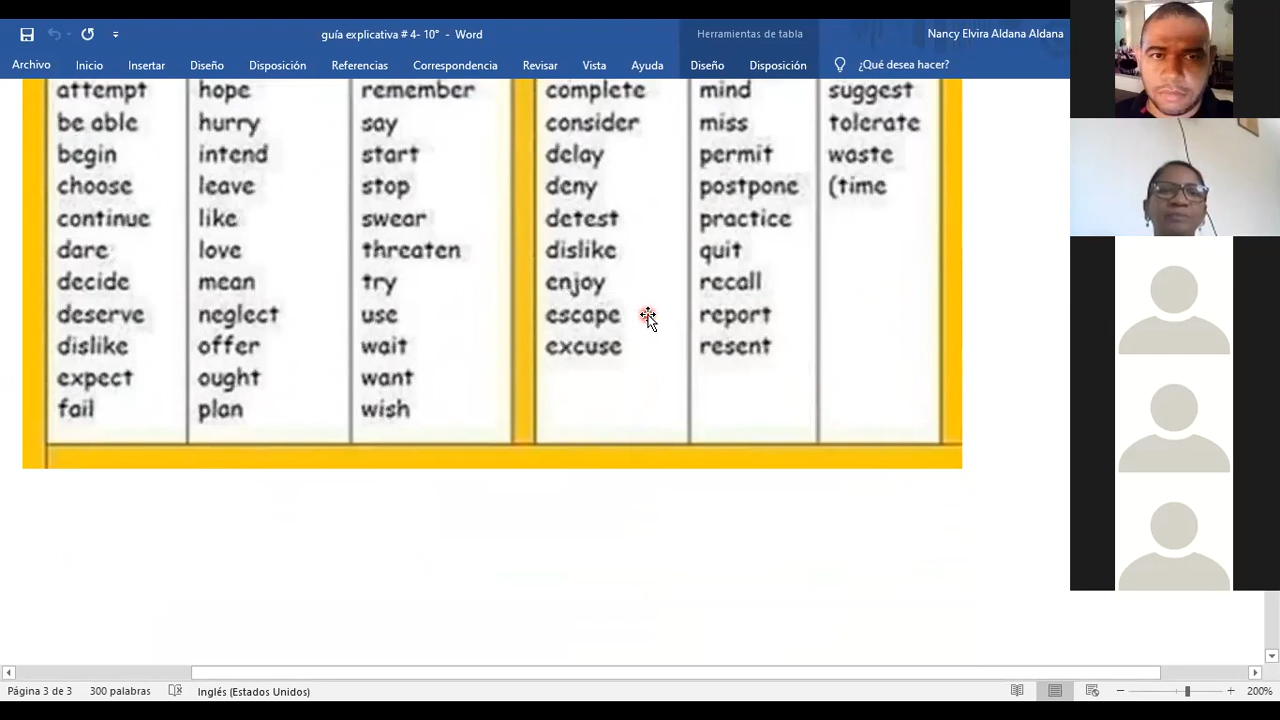 guía explicativa # 4- 10° - Word
Herramientas de tabla
Nancy Elvira Aldana Aldana
Archivo Inicio Insertar Diseño Disposición Referencias Correspondencia Revisar Vista Ayuda Diseño Disposición ¿Qué desea hacer?
attempt hope remember complete mind suggest
be able hurry say consider miss tolerate
begin intend start delay permit waste
choose leave stop deny postpone (time
continue like swear detest practice
dare love threaten dislike quit
decide mean try enjoy recall
deserve neglect use escape report
dislike offer wait excuse resent
expect ought want
fail plan wish
Página 3 de 3 300 palabras Inglés (Estados Unidos) 200%